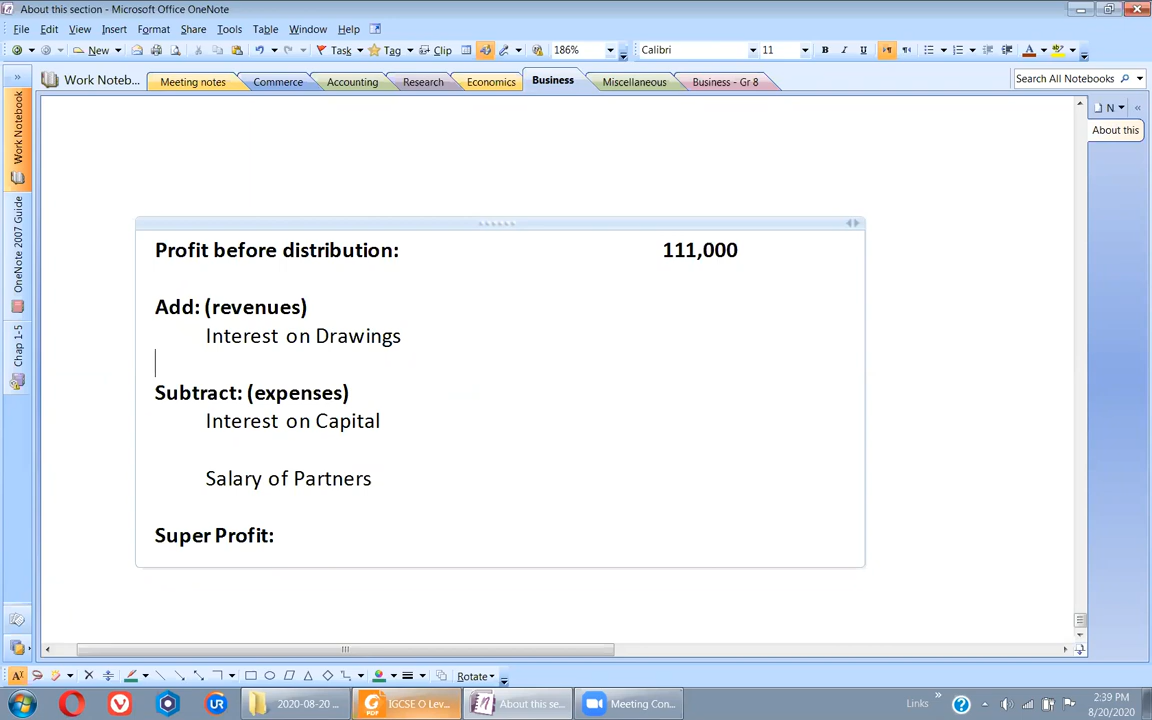 About this section - Microsoft Office OneNote
File Edit View Insert Format Share Tools Table Window Help
New Task Tag Clip 186% Calibri 11 B I U A
Work Noteb... Meeting notes Commerce Accounting Research Economics Business Miscellaneous Business - Gr 8 Search All Notebooks
N
About this
Work Notebook
OneNote 2007 Guide
Chap 1-5
Profit before distribution: 111,000
Add: (revenues)
Interest on Drawings
Subtract: (expenses)
Interest on Capital
Salary of Partners
Super Profit:
Rotate
2020-08-20 ... IGCSE O Lev... About this se... Meeting Con... Links 2:39 PM
8/20/2020